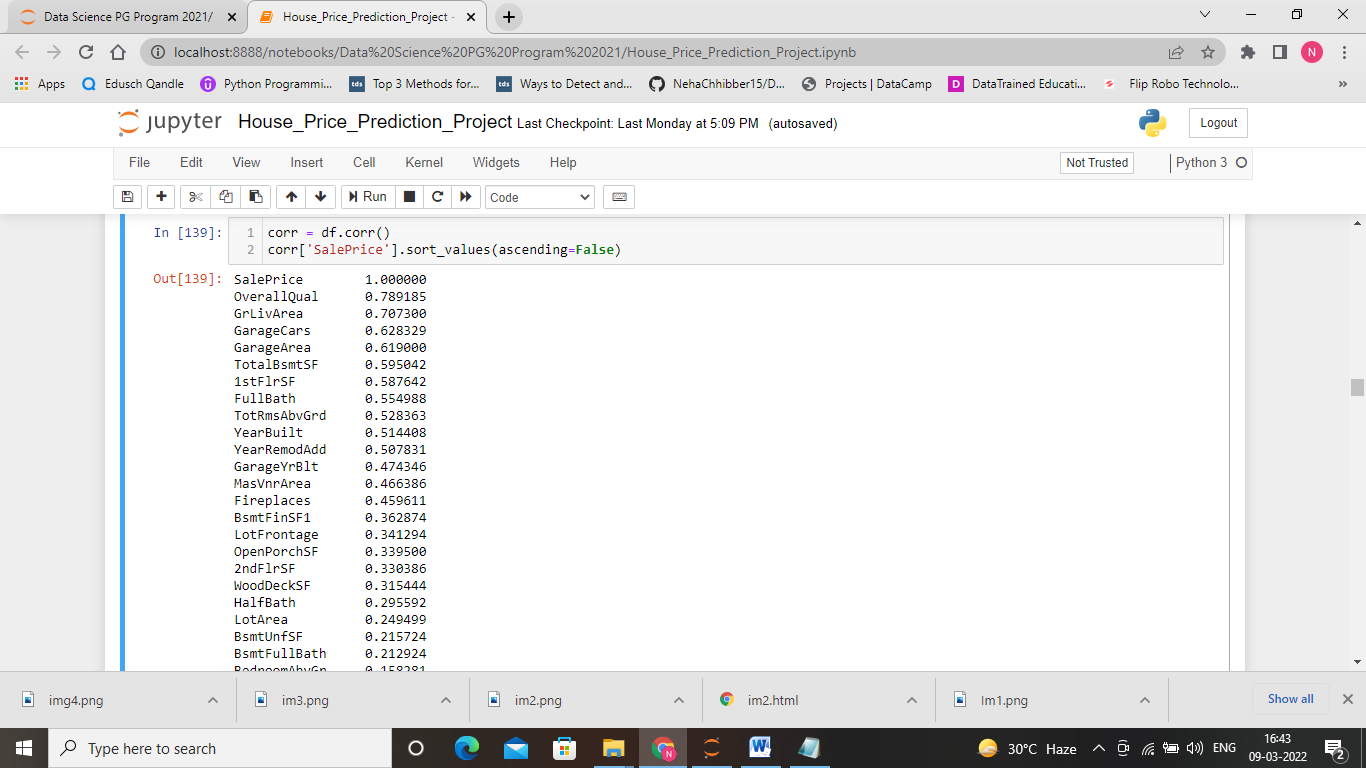 Data Science PG Program 2021/
House_Price_Prediction_Project -
localhost:8888/notebooks/Data%20Science%20PG%20Program%202021/House_Price_Prediction_Project.ipynb
N
Apps
Edusch Qandle
Python Programmi...
tds Top 3 Methods for...
tds Ways to Detect and...
NehaChhibber15/D...
Projects | DataCamp
D DataTrained Educati...
Flip Robo Technolo...
»
jupyter House_Price_Prediction_Project Last Checkpoint: Last Monday at 5:09 PM (autosaved)
Logout
File Edit View Insert Cell Kernel Widgets Help
Not Trusted
Python 3
Run
Code
In [139]:
1 corr = df.corr()
2 corr['SalePrice'].sort_values(ascending=False)
Out[139]:
SalePrice 1.000000
OverallQual 0.789185
GrLivArea 0.707300
GarageCars 0.628329
GarageArea 0.619000
TotalBsmtSF 0.595042
1stFlrSF 0.587642
FullBath 0.554988
TotRmsAbvGrd 0.528363
YearBuilt 0.514408
YearRemodAdd 0.507831
GarageYrBlt 0.474346
MasVnrArea 0.466386
Fireplaces 0.459611
BsmtFinSF1 0.362874
LotFrontage 0.341294
OpenPorchSF 0.339500
2ndFlrSF 0.330386
WoodDeckSF 0.315444
HalfBath 0.295592
LotArea 0.249499
BsmtUnfSF 0.215724
BsmtFullBath 0.212924
BedroomAbvGr 0.158281
img4.png
im3.png
im2.png
im2.html
Im1.png
Show all
Type here to search
N
W
30°C Haze
ENG
16:43
09-03-2022
2